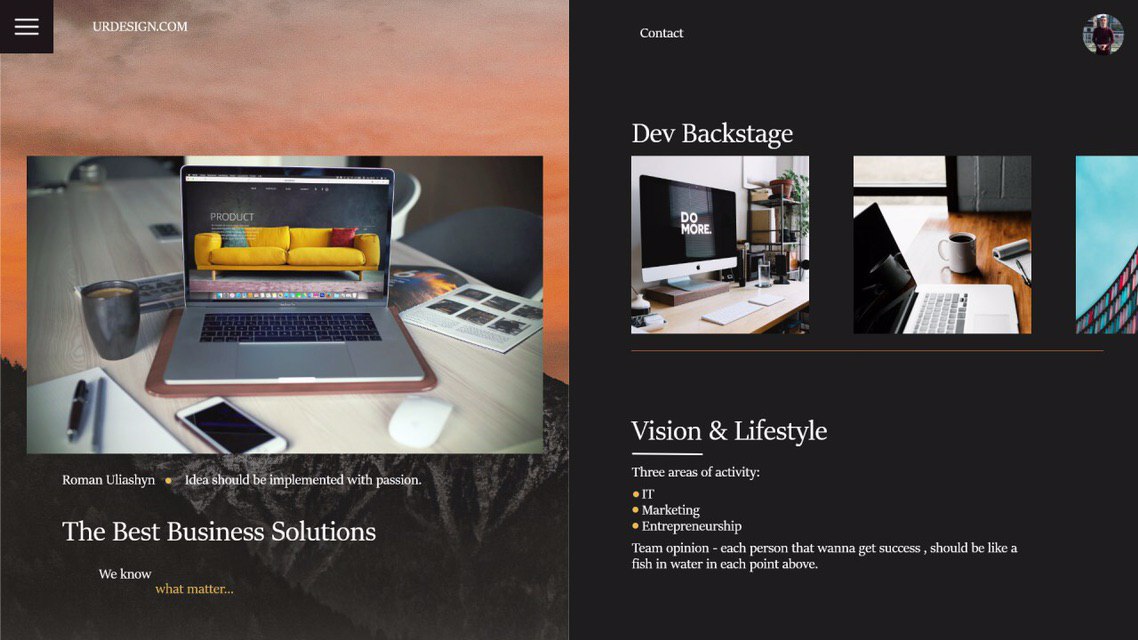 URDESIGN.COM
PRODUCT
Roman Uliashyn • Idea should be implemented with passion.
The Best Business Solutions
We know
what matter...
Contact
Dev Backstage
DO
MORE.
Vision & Lifestyle
Three areas of activity:
• IT
• Marketing
• Entrepreneurship
Team opinion - each person that wanna get success , should be like a
fish in water in each point above.